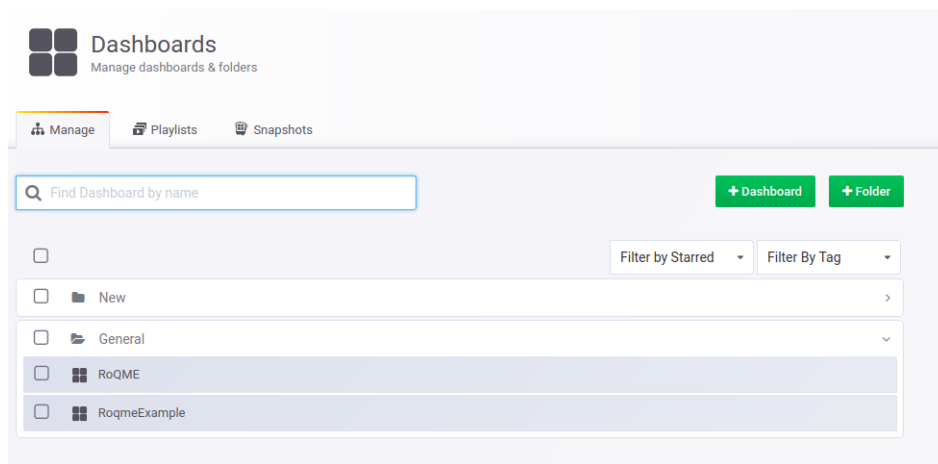 Dashboards
Manage dashboards & folders
Manage Playlists Snapshots
Find Dashboard by name
+ Dashboard + Folder
Filter by Starred Filter By Tag
New
General
RoQME
RoqmeExample